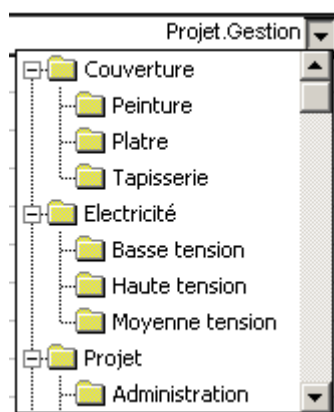 Projet.Gestion
Couverture
Peinture
Platre
Tapisserie
Electricité
Basse tension
Haute tension
Moyenne tension
Projet
Administration